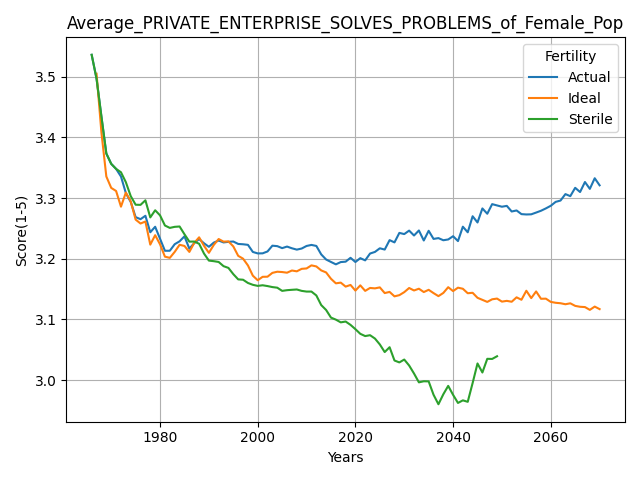 Average_PRIVATE_ENTERPRISE_SOLVES_PROBLEMS_of_Female_Pop
Fertility
Actual
Ideal
Sterile
Score(1-5)
3.5
3.4
3.3
3.2
3.1
3.0
1980 2000 2020 2040 2060
Years